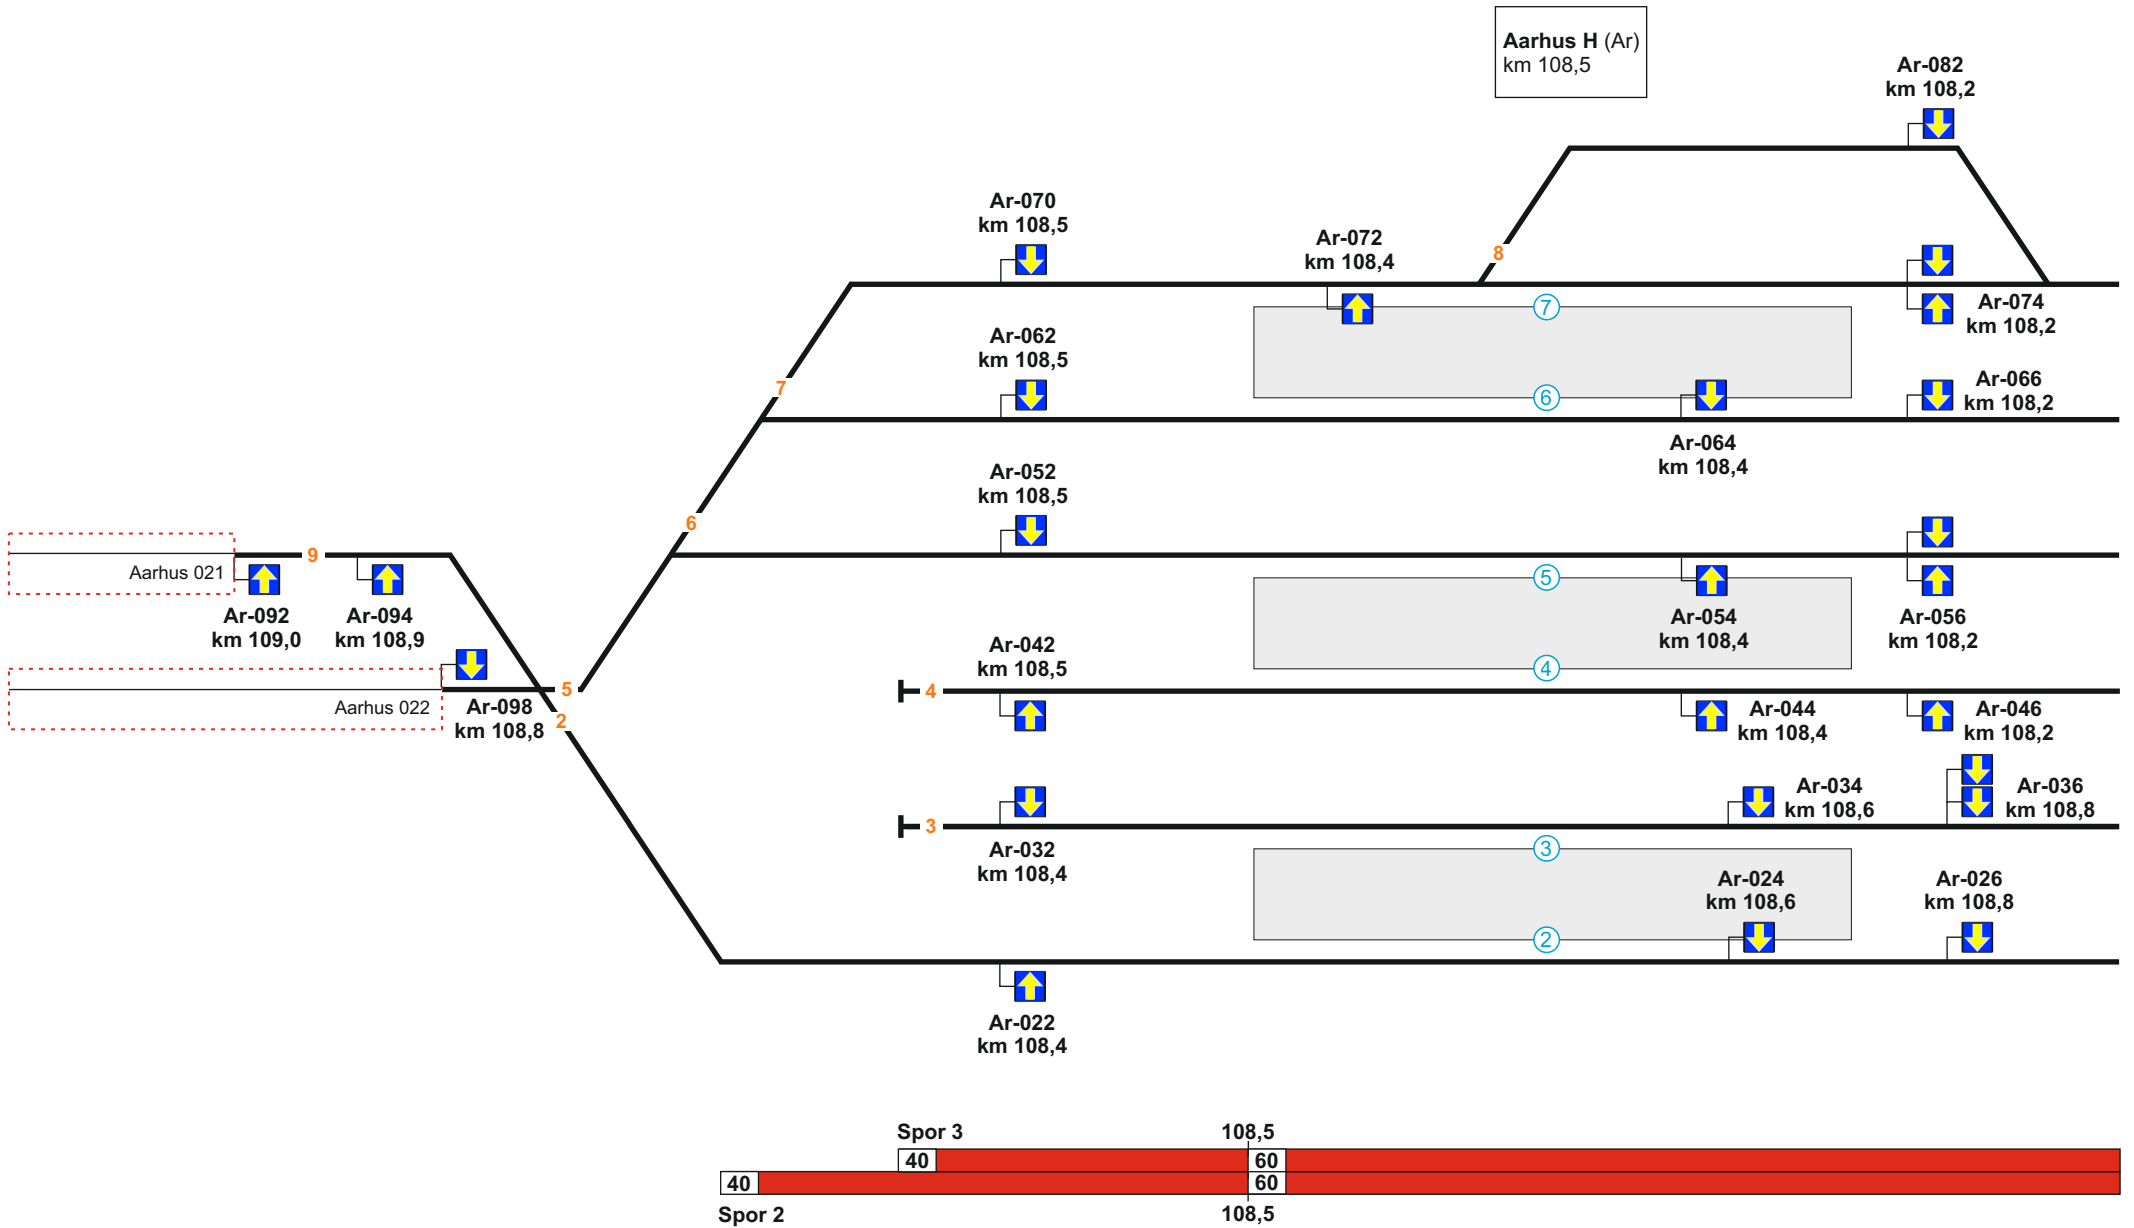 Aarhus H (Ar)
km 108,5
Ar-082
km 108,2
Ar-070
km 108,5
Ar-072
km 108,4
8
7
Ar-074
km 108,2
Ar-062
km 108,5
7
6
Ar-066
km 108,2
Ar-064
km 108,4
Ar-052
km 108,5
6
9
Aarhus 021
5
Ar-092
km 109,0
Ar-094
km 108,9
Ar-054
km 108,4
Ar-056
km 108,2
Ar-042
km 108,5
4
5
4
Aarhus 022
Ar-098
km 108,8
2
Ar-044
km 108,4
Ar-046
km 108,2
Ar-034
km 108,6
Ar-036
km 108,8
3
Ar-032
km 108,4
3
Ar-024
km 108,6
Ar-026
km 108,8
2
Ar-022
km 108,4
Spor 3
108,5
40
60
40
60
Spor 2
108,5